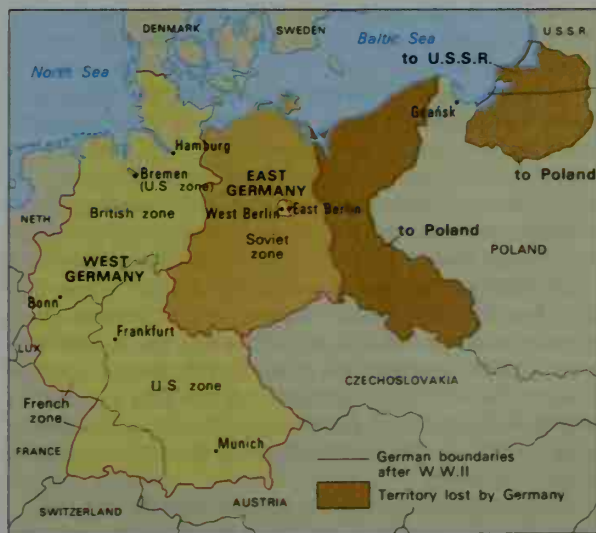 DENMARK
SWEDEN
Baltic Sea
U.S.S.R.
to U.S.S.R.
North Sea
Gdańsk
Hamburg
Bremen
(U.S. zone)
EAST
GERMANY
to Poland
NETH
British zone
West Berlin
East Berlin
Soviet
zone
to Poland
POLAND
WEST
GERMANY
Bonn
Frankfurt
LUX
CZECHOSLOVAKIA
U.S. zone
French
zone
FRANCE
Munich
German boundaries
after W.W.II
Territory lost by Germany
SWITZERLAND
AUSTRIA